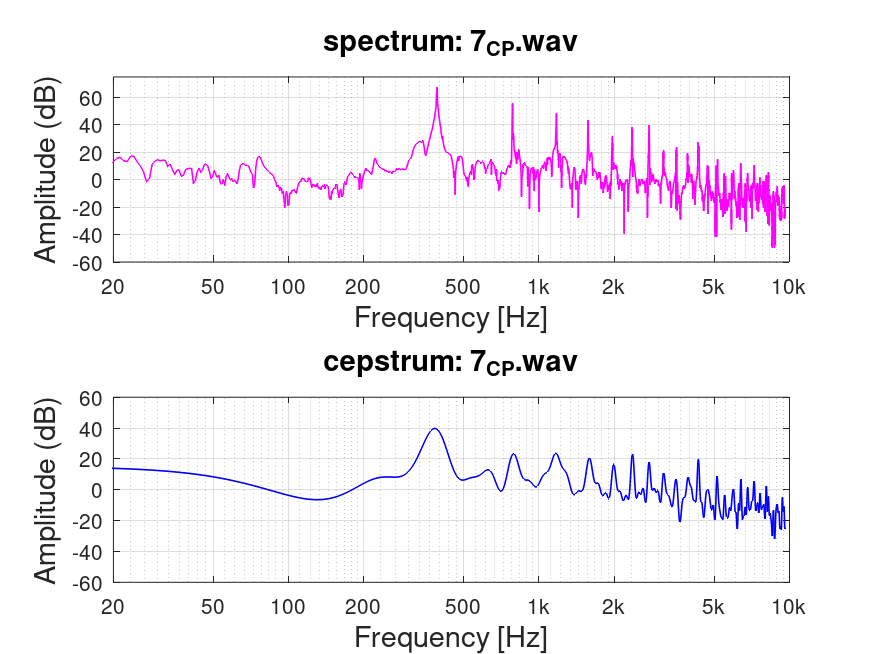 spectrum: 7CP.wav
Amplitude (dB)
60
40
20
0
-20
-40
-60
20 50 100 200 500 1k 2k 5k 10k
Frequency [Hz]
cepstrum: 7CP.wav
Amplitude (dB)
60
40
20
0
-20
-40
-60
20 50 100 200 500 1k 2k 5k 10k
Frequency [Hz]